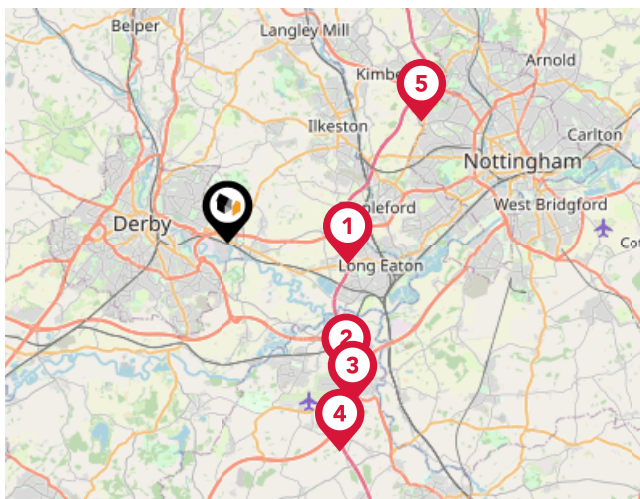 Belper
Langley Mill
Arnold
Kimbe
5
Ilkeston
Carlton
Nottingham
Derby
1
pleford
West Bridgford
Cot
Long Eaton
2
3
4